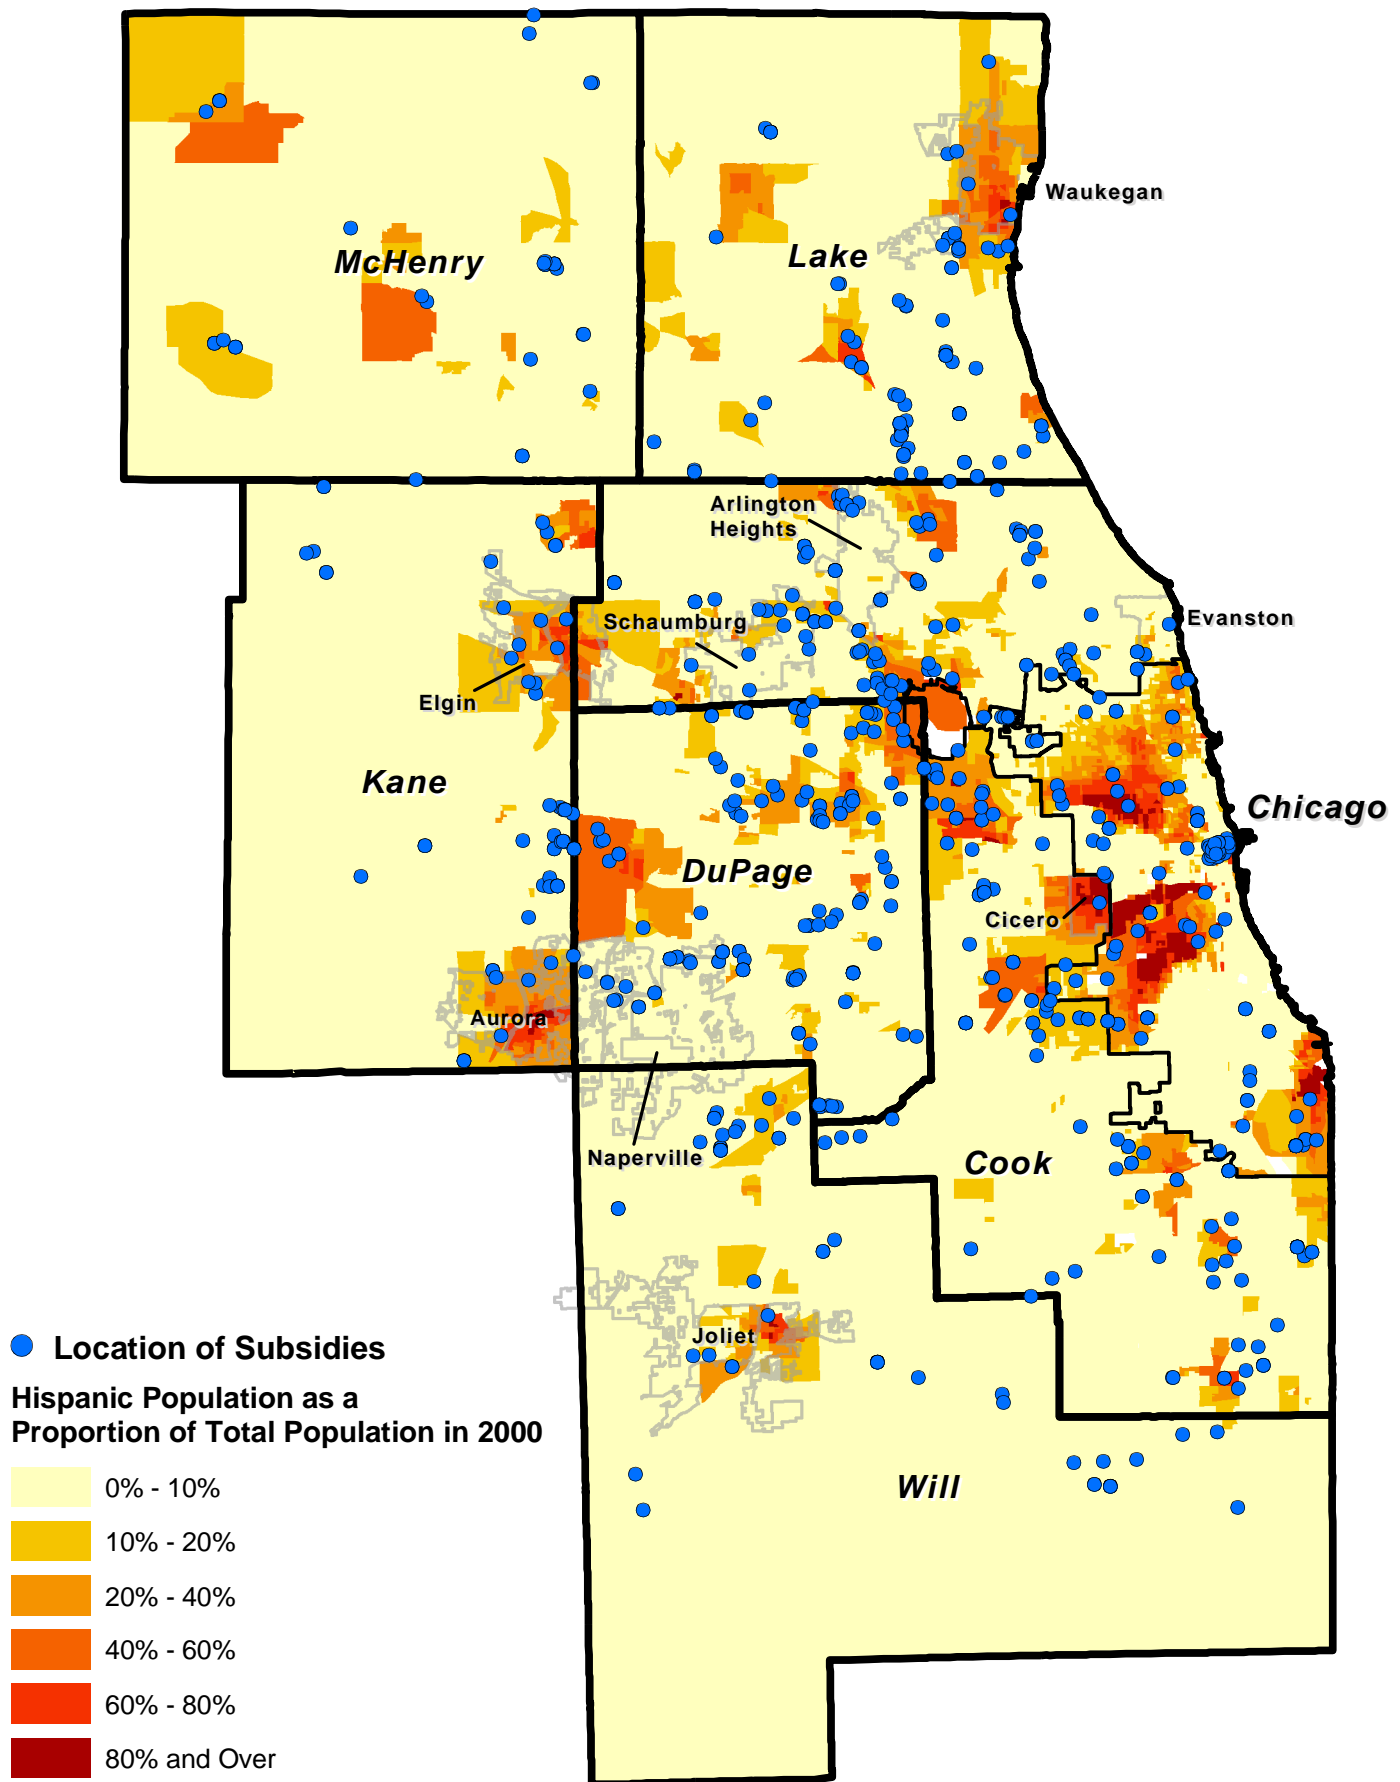 Waukegan
McHenry
Lake
Arlington
Heights
Schaumburg
Evanston
Elgin
Kane
Chicago
DuPage
Cicero
Aurora
Naperville
Cook
Joliet
Will
Location of Subsidies
Hispanic Population as a
Proportion of Total Population in 2000
0% - 10%
10% - 20%
20% - 40%
40% - 60%
60% - 80%
80% and Over